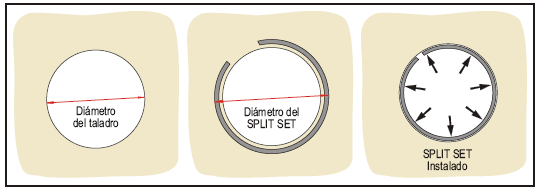 Diámetro
del taladro
Diámetro del
SPLIT SET
SPLIT SET
Instalado